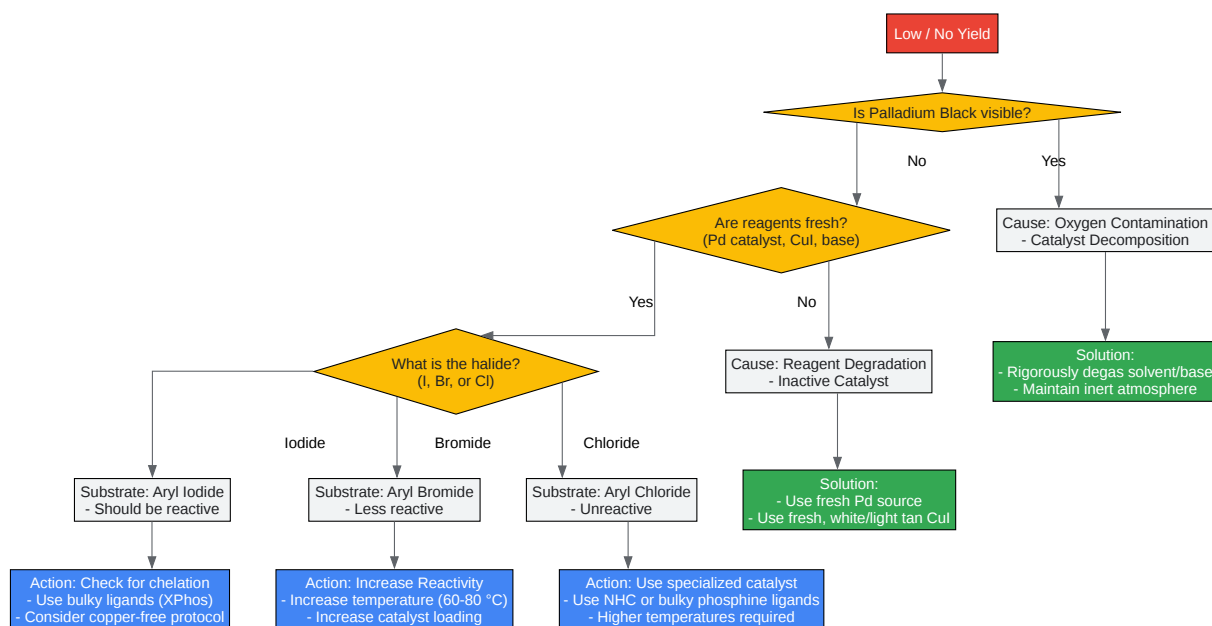 Low / No Yield
Is Palladium Black visible?
No
Yes
Are reagents fresh?
(Pd catalyst, CuI, base)
Cause: Oxygen Contamination
- Catalyst Decomposition
Yes
No
What is the halide?
(I, Br, or Cl)
Cause: Reagent Degradation
- Inactive Catalyst
Solution:
- Rigorously degas solvent/base
- Maintain inert atmosphere
Iodide
Bromide
Chloride
Substrate: Aryl Iodide
- Should be reactive
Substrate: Aryl Bromide
- Less reactive
Substrate: Aryl Chloride
- Unreactive
Solution:
- Use fresh Pd source
- Use fresh, white/light tan CuI
Action: Check for chelation
- Use bulky ligands (XPhos)
- Consider copper-free protocol
Action: Increase Reactivity
- Increase temperature (60-80 °C)
- Increase catalyst loading
Action: Use specialized catalyst
- Use NHC or bulky phosphine ligands
- Higher temperatures required